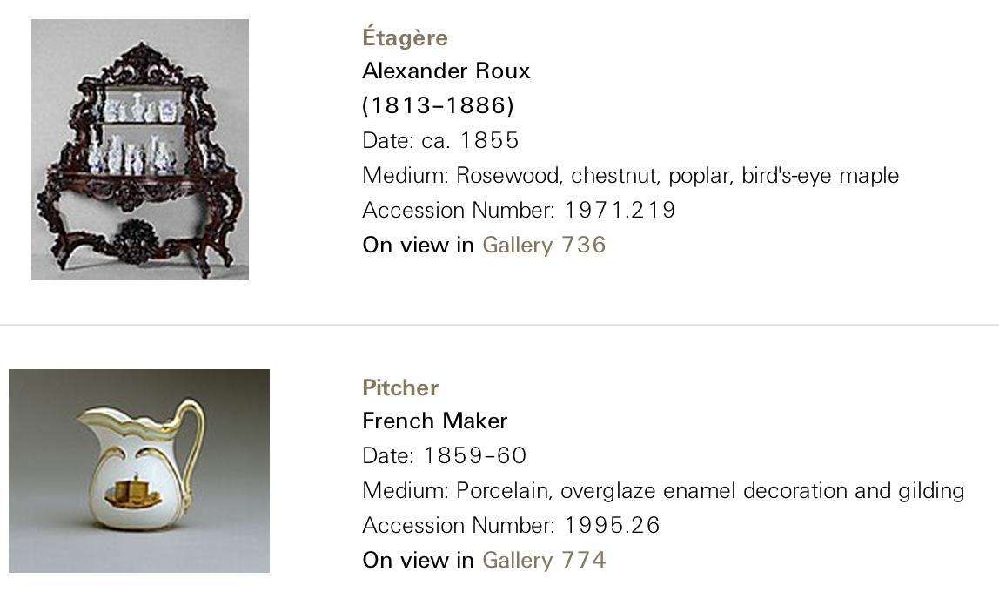 Étagère
Alexander Roux
(1813–1886)
Date: ca. 1855
Medium: Rosewood, chestnut, poplar, bird's-eye maple
Accession Number: 1971.219
On view in Gallery 736
Pitcher
French Maker
Date: 1859–60
Medium: Porcelain, overglaze enamel decoration and gilding
Accession Number: 1995.26
On view in Gallery 774